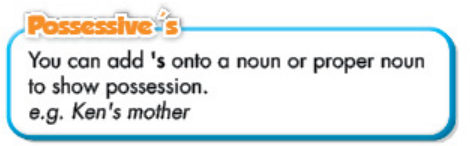 Possessive 's
You can add 's onto a noun or proper noun
to show possession.
e.g. Ken's mother